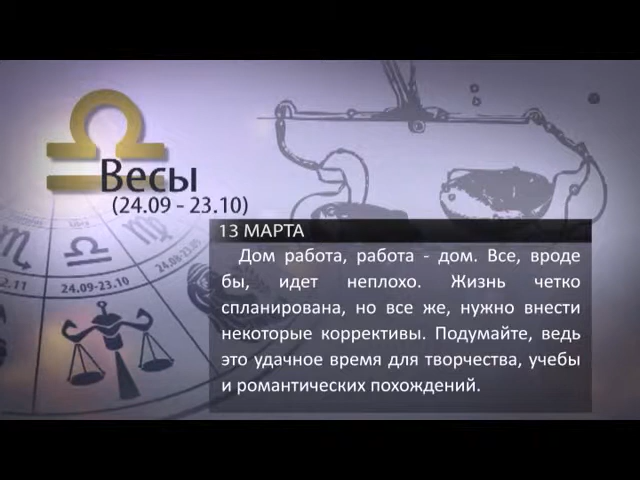 Весы
(24.09 - 23.10)
13 МАРТА
Дом работа, работа - дом. Все, вроде
бы, идет неплохо. Жизнь четко
спланирована, но все же, нужно внести
некоторые коррективы. Подумайте, ведь
это удачное время для творчества, учебы
и романтических похождений.
2.11
24.09-23.10